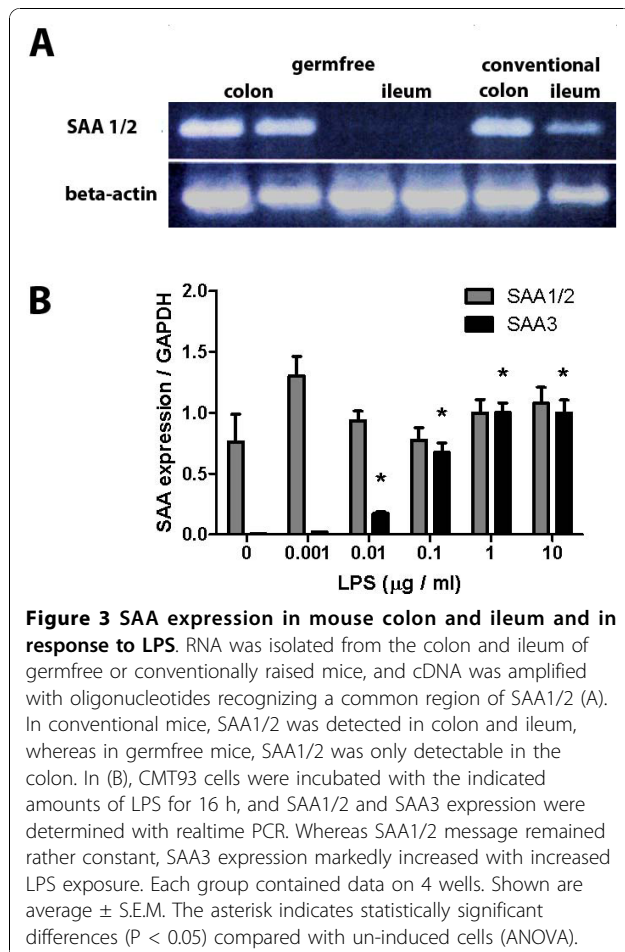 A
germfree conventional
colon ileum colon ileum
SAA 1/2
beta-actin
B
2.0
1.5
1.0
0.5
0.0
SAA expression / GAPDH
SAA1/2
SAA3
*
*
*
*
0 0.001 0.01 0.1 1 10
LPS (μg / ml)
Figure 3 SAA expression in mouse colon and ileum and in
response to LPS. RNA was isolated from the colon and ileum of
germfree or conventionally raised mice, and cDNA was amplified
with oligonucleotides recognizing a common region of SAA1/2 (A).
In conventional mice, SAA1/2 was detected in colon and ileum,
whereas in germfree mice, SAA1/2 was only detectable in the
colon. In (B), CMT93 cells were incubated with the indicated
amounts of LPS for 16 h, and SAA1/2 and SAA3 expression were
determined with realtime PCR. Whereas SAA1/2 message remained
rather constant, SAA3 expression markedly increased with increased
LPS exposure. Each group contained data on 4 wells. Shown are
average ± S.E.M. The asterisk indicates statistically significant
differences (P < 0.05) compared with un-induced cells (ANOVA).